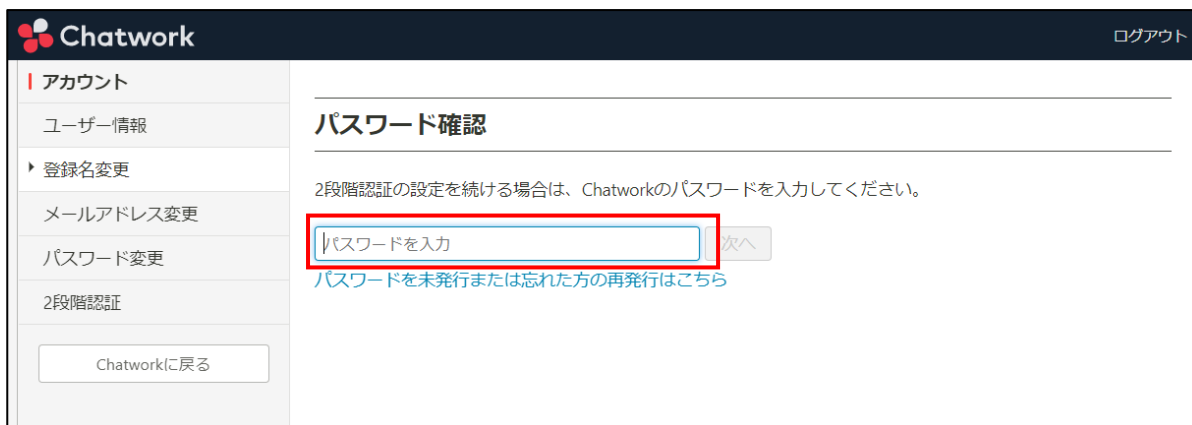 Chatwork
ログアウト
アカウント
ユーザー情報
登録名変更
メールアドレス変更
パスワード変更
2段階認証
Chatworkに戻る
パスワード確認
2段階認証の設定を続ける場合は、Chatworkのパスワードを入力してください。
パスワードを入力
次へ
パスワードを未発行または忘れた方の再発行はこちら